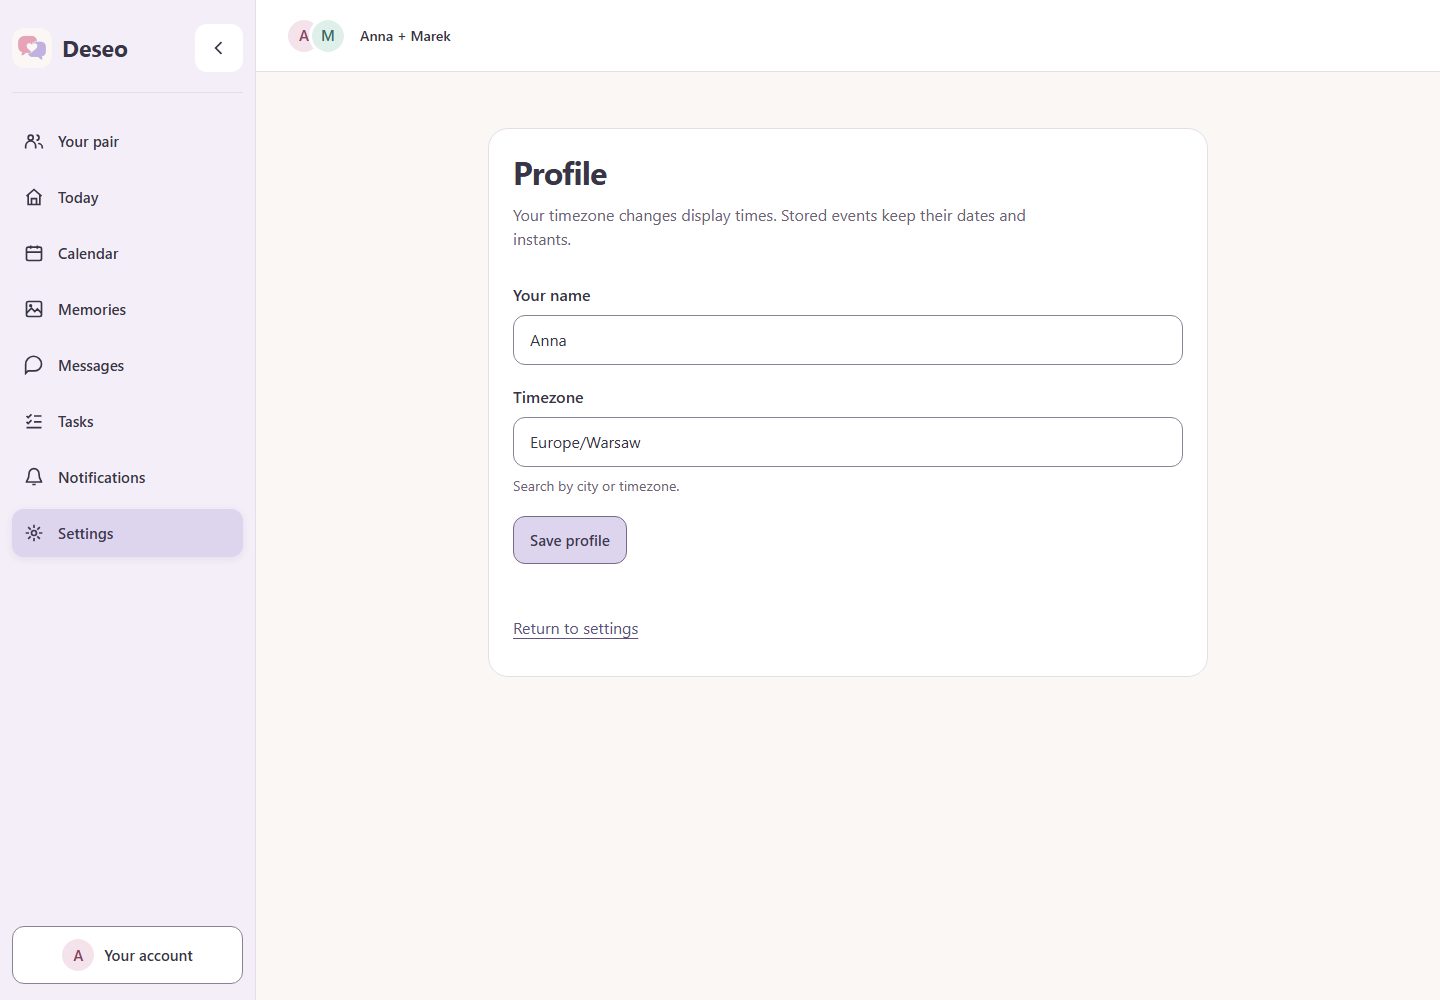 Deseo
Your pair
Today
Calendar
Memories
Messages
Tasks
Notifications
Settings
A Your account
A M Anna + Marek
Profile
Your timezone changes display times. Stored events keep their dates and
instants.
Your name
Anna
Timezone
Europe/Warsaw
Search by city or timezone.
Save profile
Return to settings